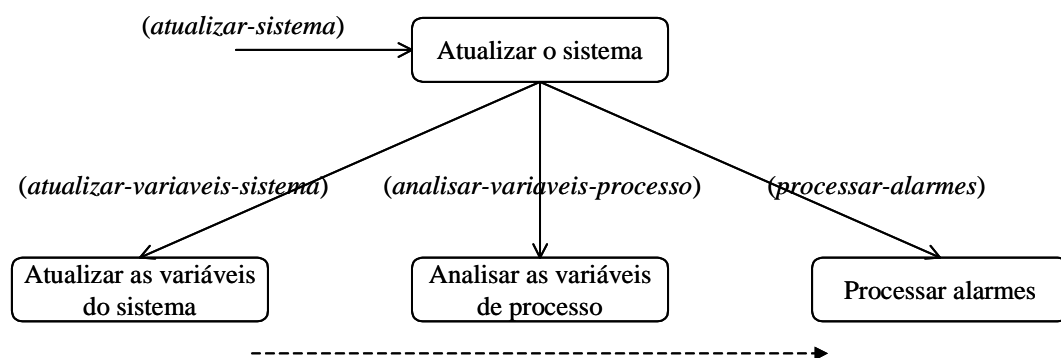 (atualizar-sistema)
Atualizar o sistema
(atualizar-variaveis-sistema)
(analisar-variaveis-processo)
(processar-alarmes)
Atualizar as variáveis
do sistema
Analisar as variáveis
de processo
Processar alarmes